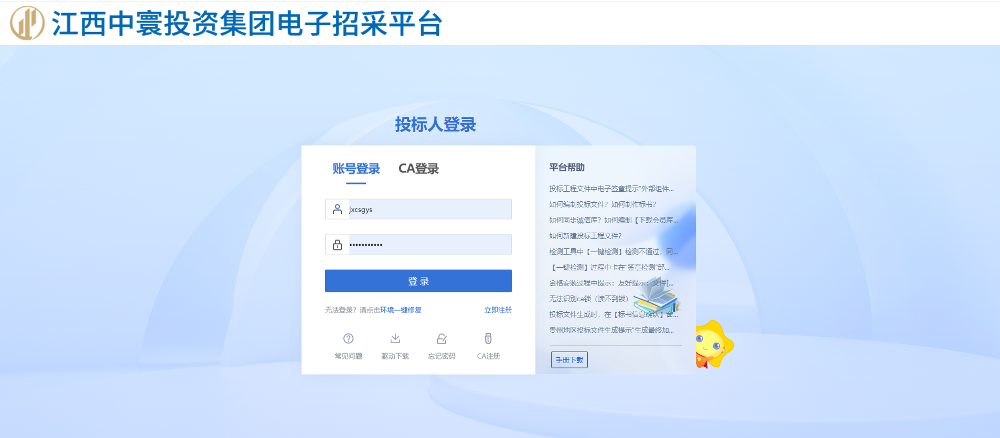 江西中寰投资集团电子招采平台
投标人登录
账号登录 CA登录
jxcsgys
•••••••••••
登录
无法登录？请点击环境一键修复 立即注册
常见问题 驱动下载 忘记密码 CA注册
平台帮助
投标工程文件中电子签章提示“外部组件...
如何编制投标文件？如何制作标书？
如何同步诚信库？如何编制【下载会员库...
如何新建投标工程文件？
检测工具中【一键检测】检测不通过，同...
【一键检测】过程中卡在“签章检测”部...
金格安装过程中提示：友好提示：文件[...
无法识别ca锁（读不到锁）
投标文件生成时，在【标书信息确认】窗...
贵州地区投标文件生成提示“生成最终加...
手册下载